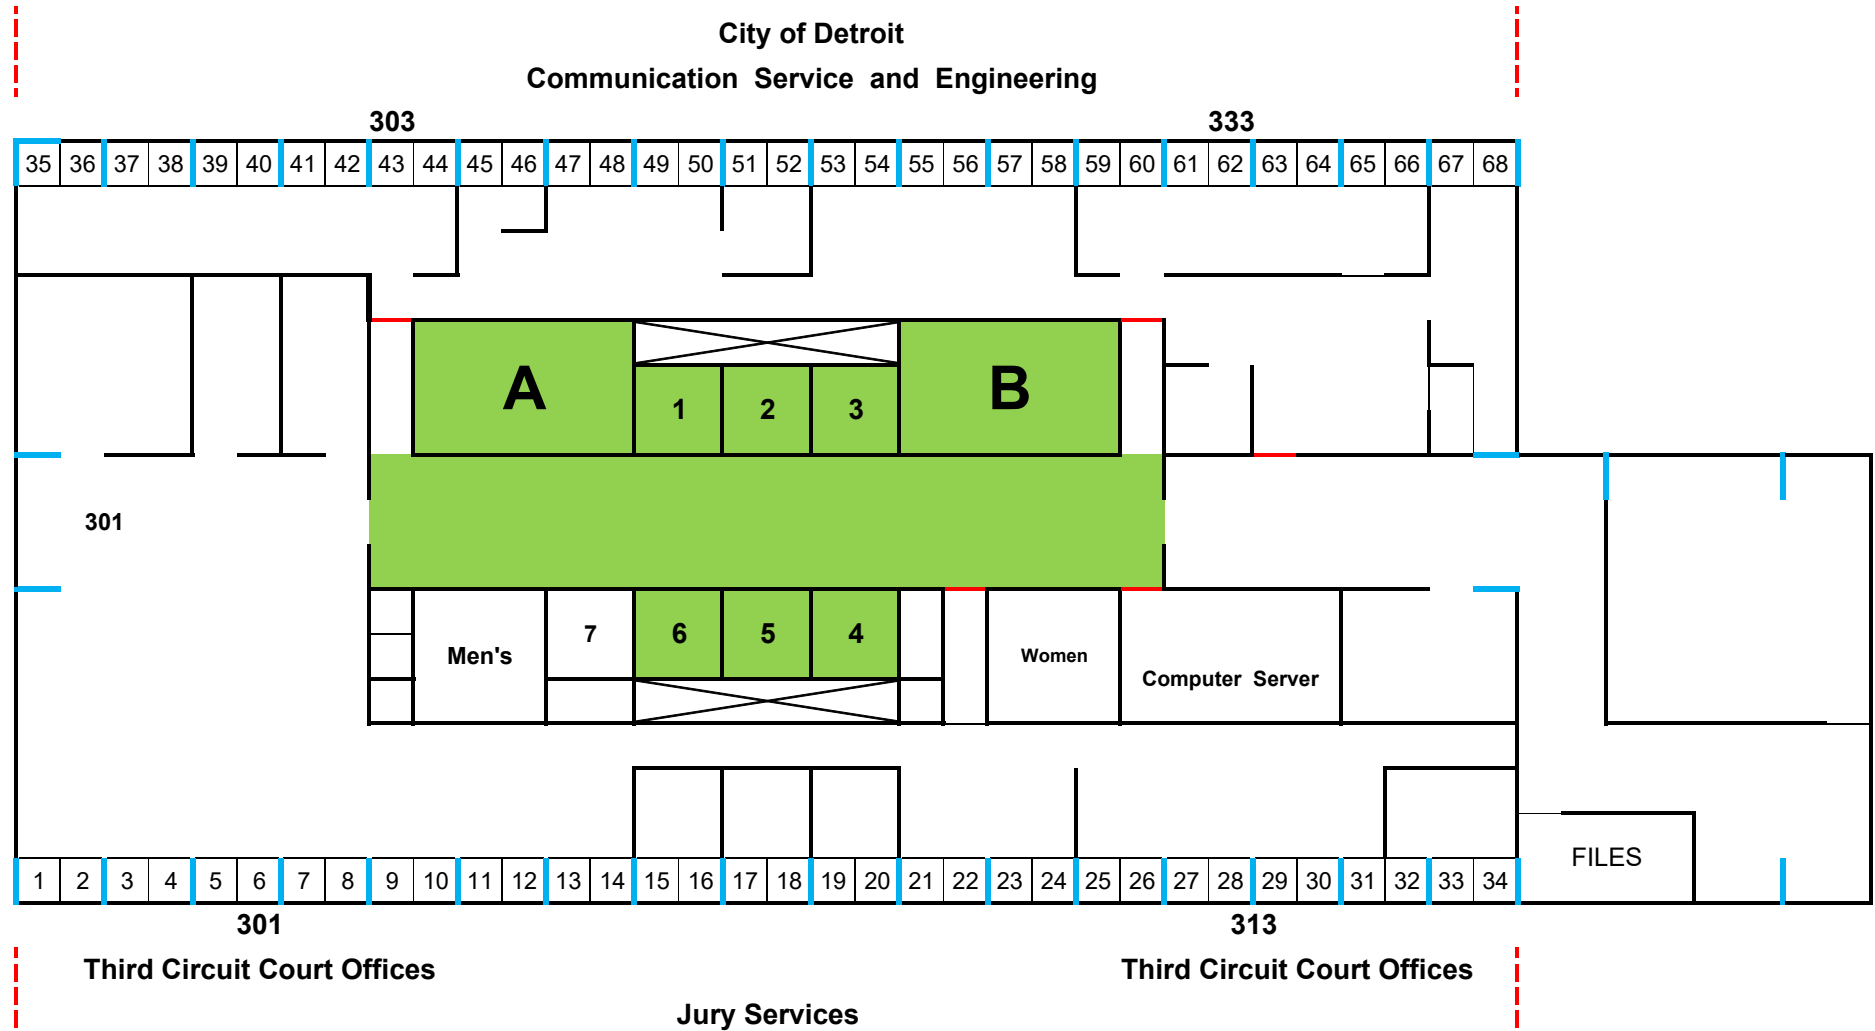 City of Detroit
Communication Service and Engineering
303 333
35 36 37 38 39 40 41 42 43 44 45 46 47 48 49 50 51 52 53 54 55 56 57 58 59 60 61 62 63 64 65 66 67 68
A B
1 2 3
301
7 6 5 4
Men's Women
Computer Server
FILES
1 2 3 4 5 6 7 8 9 10 11 12 13 14 15 16 17 18 19 20 21 22 23 24 25 26 27 28 29 30 31 32 33 34
301 313
Third Circuit Court Offices Third Circuit Court Offices
Jury Services